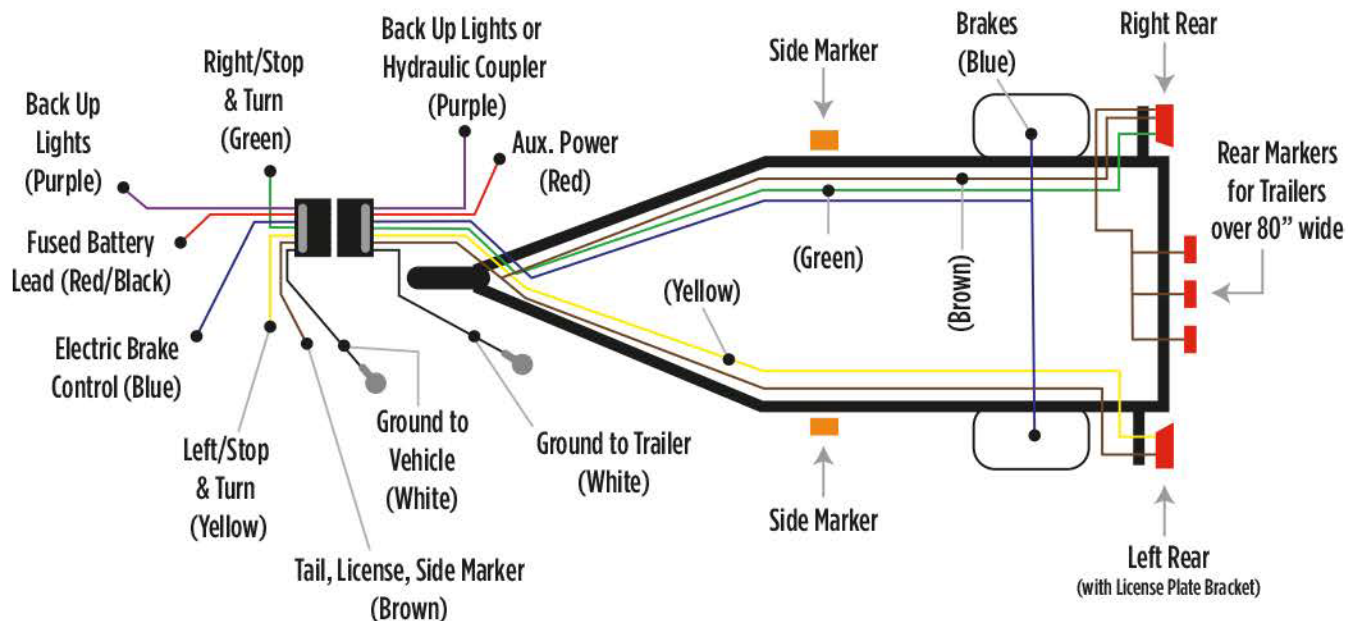 Back Up
Lights
(Purple)
Right/Stop
& Turn
(Green)
Back Up Lights or
Hydraulic Coupler
(Purple)
Aux. Power
(Red)
Fused Battery
Lead (Red/Black)
Electric Brake
Control (Blue)
Left/Stop
& Turn
(Yellow)
Tail, License, Side Marker
(Brown)
Ground to
Vehicle
(White)
Ground to Trailer
(White)
Side Marker
Brakes
(Blue)
Right Rear
Rear Markers
for Trailers
over 80” wide
(Green)
(Brown)
(Yellow)
Side Marker
Left Rear
(with License Plate Bracket)